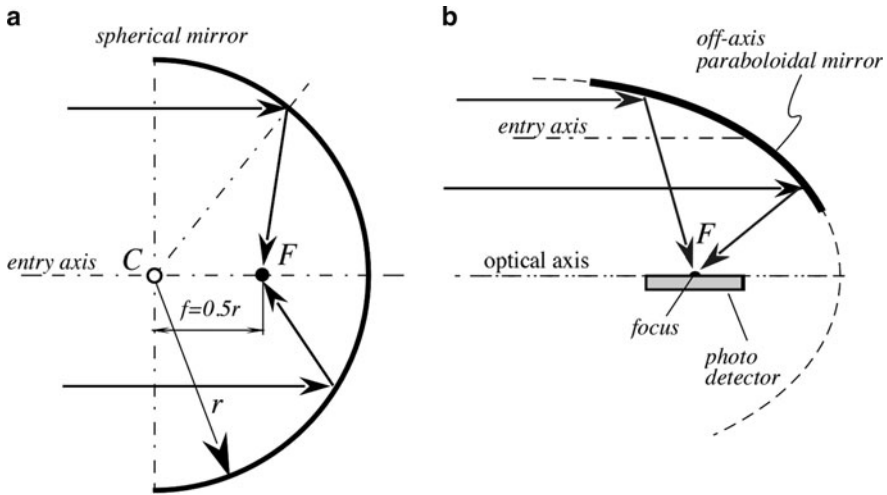 a
spherical mirror
entry axis
C
F
f=0.5r
r
b
off-axis
paraboloidal mirror
entry axis
F
optical axis
focus
photo
detector